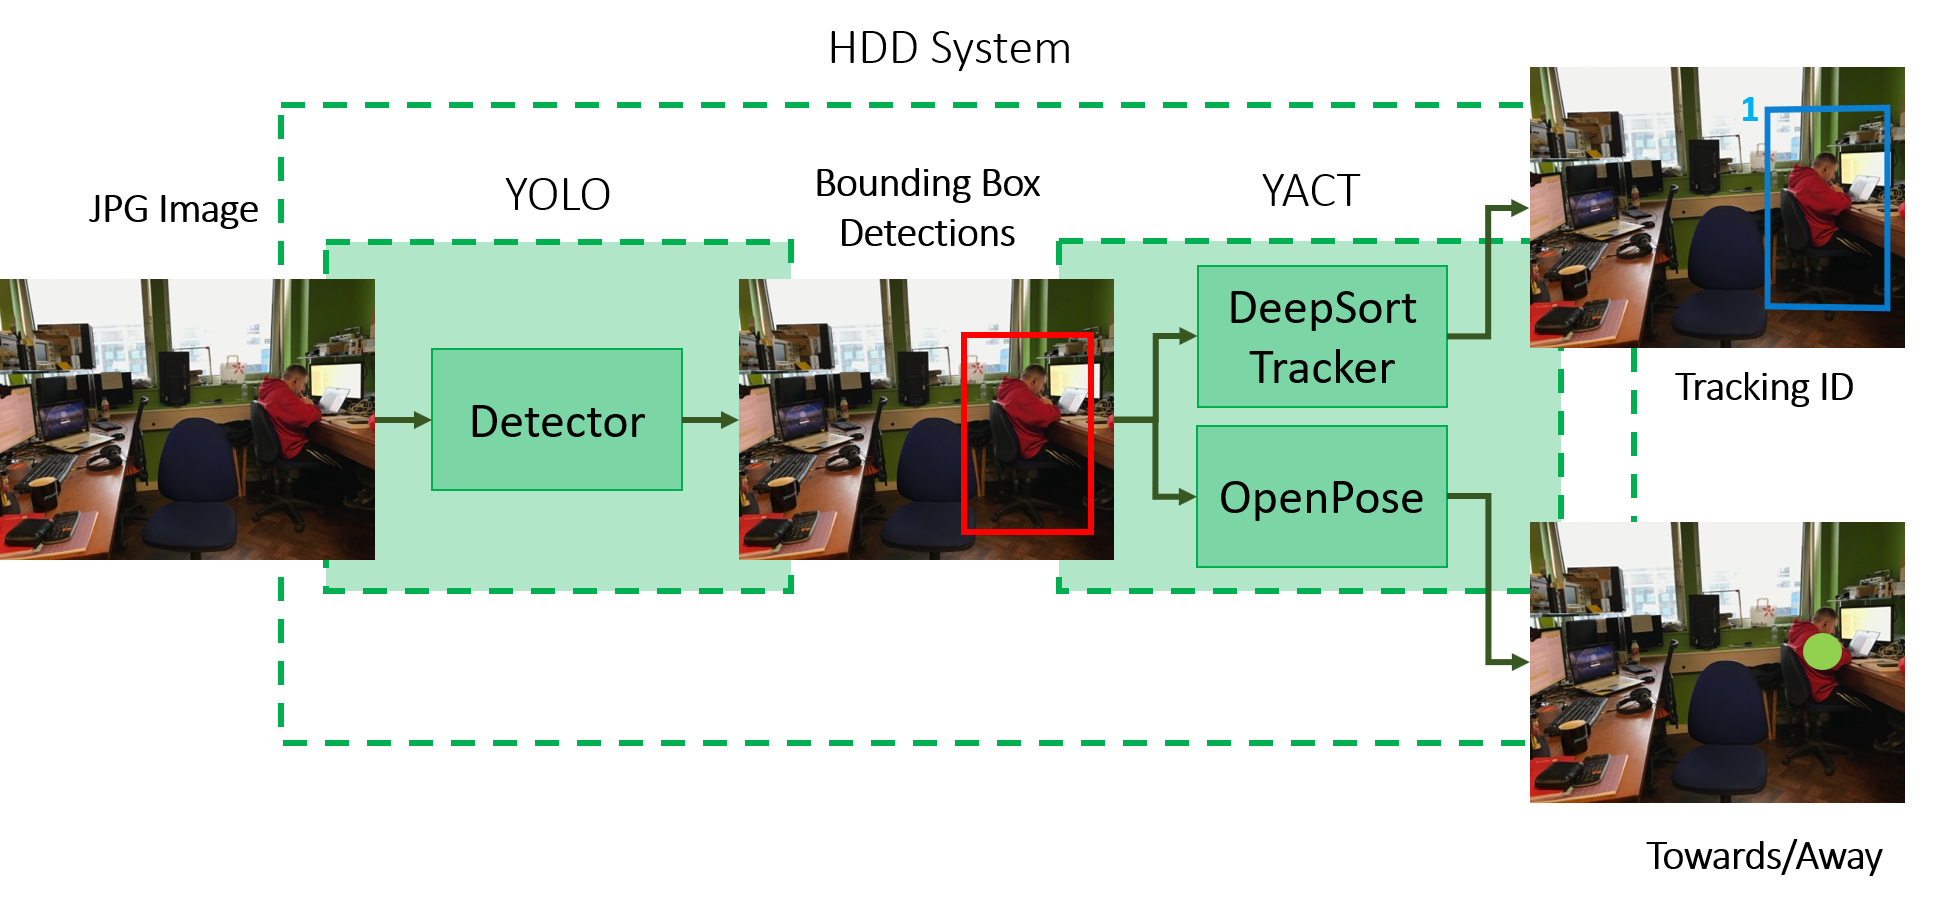 HDD System
JPG Image
YOLO
Bounding Box
Detections
YACT
1
Detector
DeepSort
Tracker
OpenPose
Tracking ID
Towards/Away